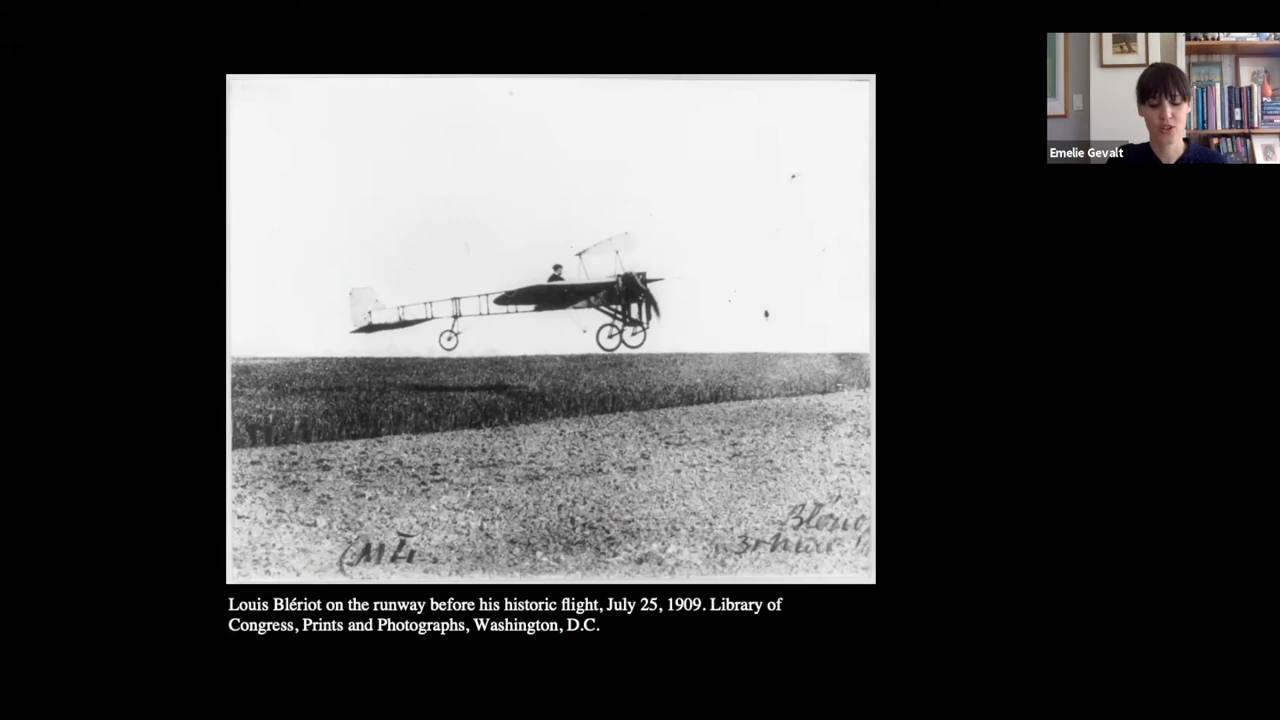 Emelie Gevalt
Louis Blériot on the runway before his historic flight, July 25, 1909. Library of
Congress, Prints and Photographs, Washington, D.C.